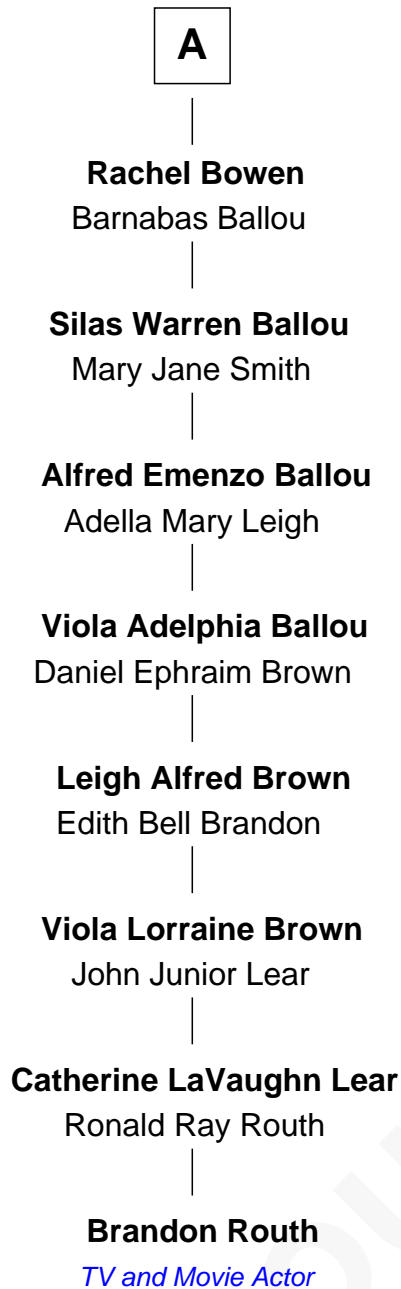 A
Rachel Bowen
Barnabas Ballou
Silas Warren Ballou
Mary Jane Smith
Alfred Emenzo Ballou
Adella Mary Leigh
Viola Adelphia Ballou
Daniel Ephraim Brown
Leigh Alfred Brown
Edith Bell Brandon
Viola Lorraine Brown
John Junior Lear
Catherine LaVaughn Lear
Ronald Ray Routh
Brandon Routh
TV and Movie Actor